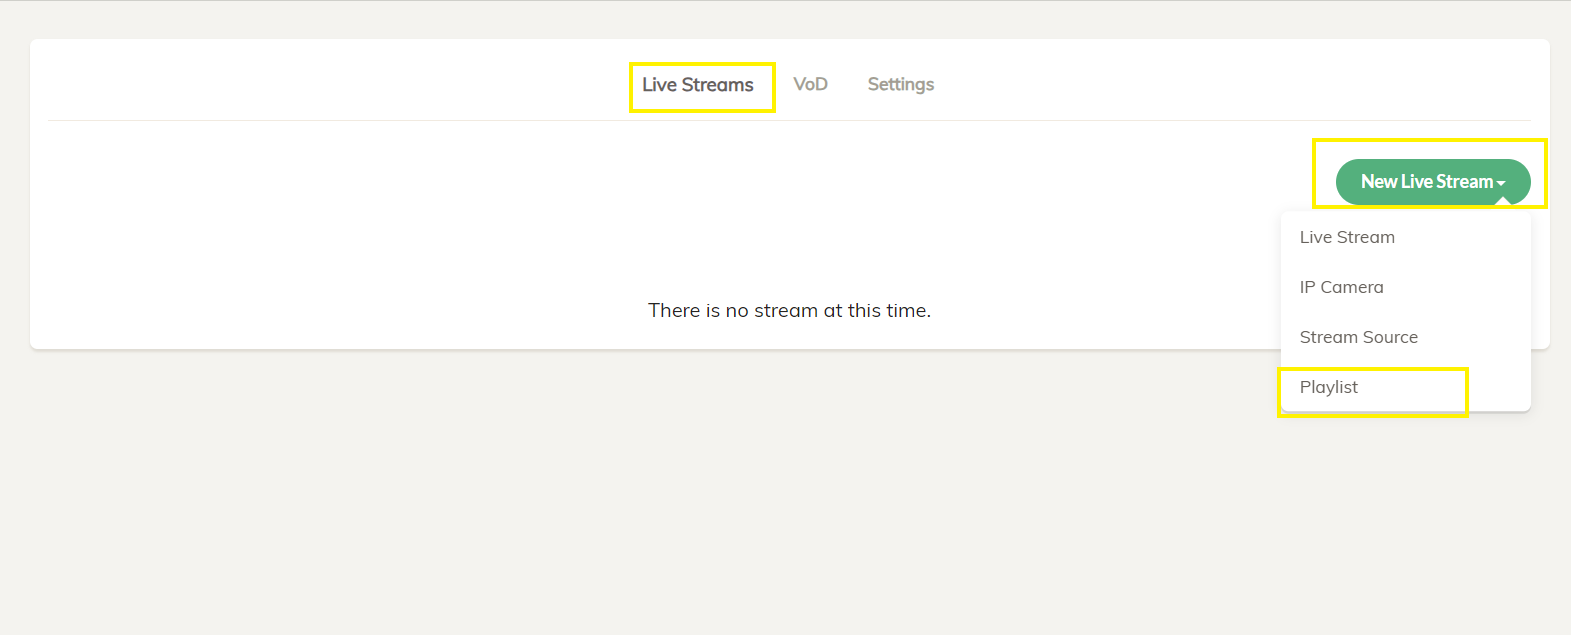 Live Streams VoD Settings
New Live Stream
Live Stream
IP Camera
There is no stream at this time.
Stream Source
Playlist